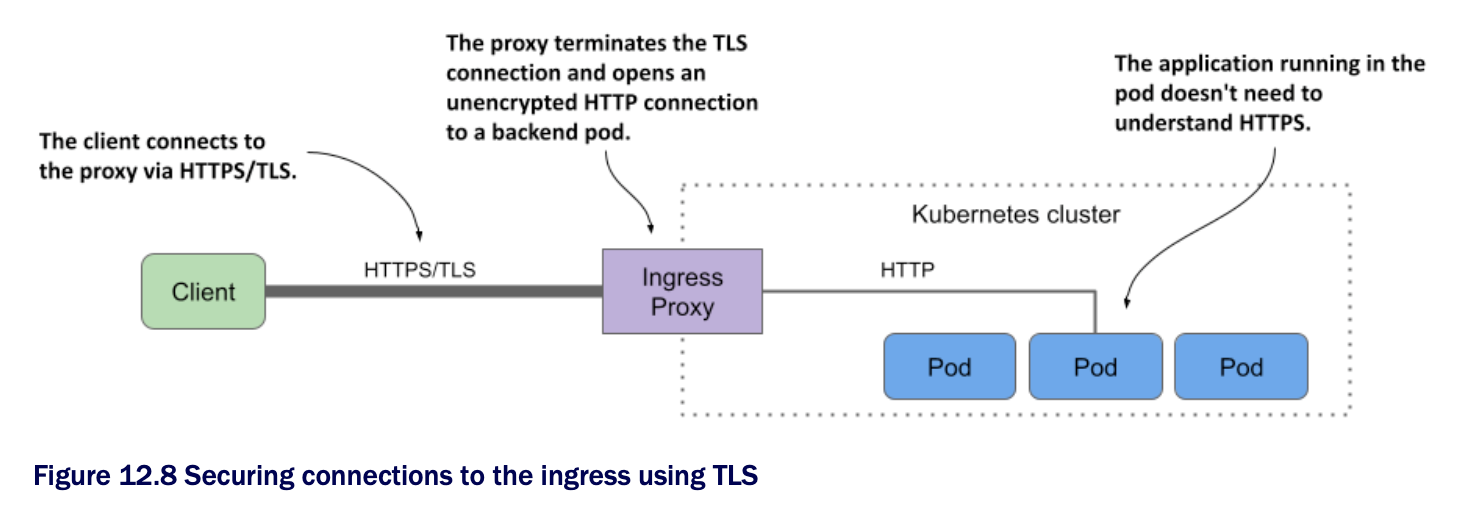 The proxy terminates the TLS
connection and opens an
unencrypted HTTP connection
to a backend pod.
The application running in the
pod doesn't need to
understand HTTPS.
The client connects to
the proxy via HTTPS/TLS.
Kubernetes cluster
Client
HTTPS/TLS
Ingress
Proxy
HTTP
Pod
Pod
Pod
Figure 12.8 Securing connections to the ingress using TLS